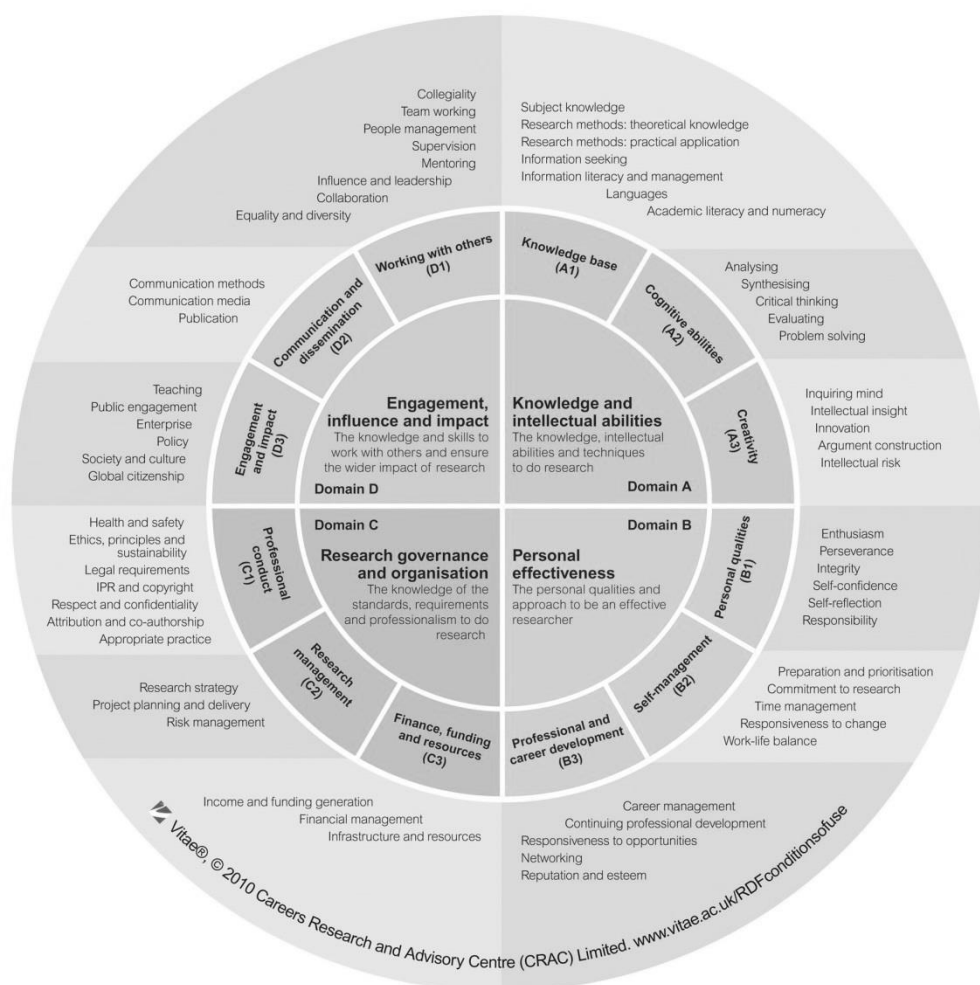 Collegiality
Team working
People management
Supervision
Mentoring
Influence and leadership
Collaboration
Equality and diversity
Subject knowledge
Research methods: theoretical knowledge
Research methods: practical application
Information seeking
Information literacy and management
Languages
Academic literacy and numeracy
Working with others
(D1)
Knowledge base
(A1)
Communication methods
Communication media
Publication
Communication and
dissemination
(D2)
Cognitive abilities
(A2)
Analysing
Synthesising
Critical thinking
Evaluating
Problem solving
Teaching
Public engagement
Enterprise
Policy
Society and culture
Global citizenship
Engagement
and impact
(D3)
Engagement,
influence and impact
The knowledge and skills to
work with others and ensure
the wider impact of research
Domain D
Knowledge and
intellectual abilities
The knowledge, intellectual
abilities and techniques
to do research
Domain A
Creativity
(A3)
Inquiring mind
Intellectual insight
Innovation
Argument construction
Intellectual risk
Health and safety
Ethics, principles and
sustainability
Legal requirements
IPR and copyright
Respect and confidentiality
Attribution and co-authorship
Appropriate practice
Professional
conduct
(C1)
Domain C
Research governance
and organisation
The knowledge of the
standards, requirements
and professionalism to do
research
Domain B
Personal
effectiveness
The personal qualities and
approach to be an effective
researcher
Personal qualities
(B1)
Enthusiasm
Perseverance
Integrity
Self-confidence
Self-reflection
Responsibility
Research strategy
Project planning and delivery
Risk management
Research
management
(C2)
Finance, funding
and resources
(C3)
Professional and
career development
(B3)
Self-management
(B2)
Preparation and prioritisation
Commitment to research
Time management
Responsiveness to change
Work-life balance
Income and funding generation
Financial management
Infrastructure and resources
Career management
Continuing professional development
Responsiveness to opportunities
Networking
Reputation and esteem
Vitae®, © 2010 Careers Research and Advisory Centre (CRAC) Limited. www.vitae.ac.uk/RDFconditionsofuse